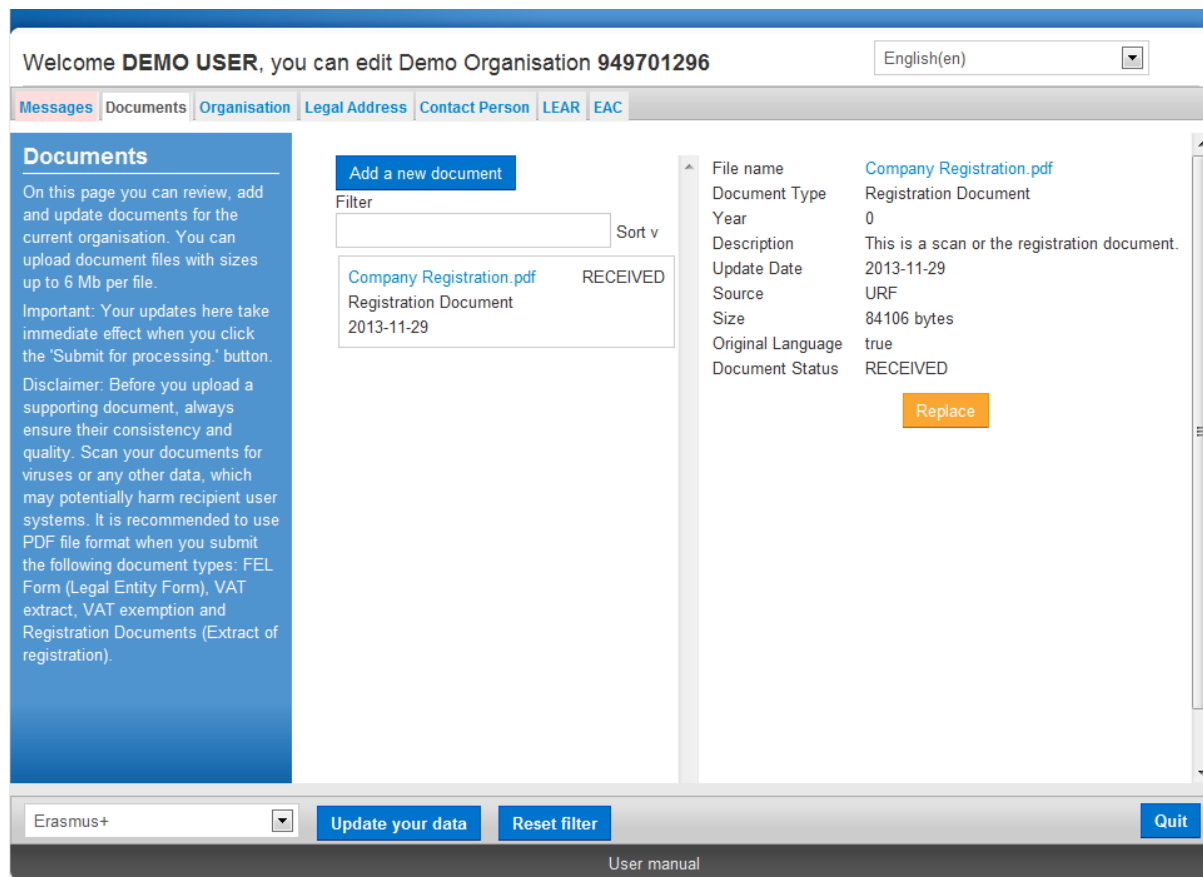 Welcome DEMO USER, you can edit Demo Organisation 949701296
English(en)
Messages Documents Organisation Legal Address Contact Person LEAR EAC
Documents
On this page you can review, add
and update documents for the
current organisation. You can
upload document files with sizes
up to 6 Mb per file.
Important: Your updates here take
immediate effect when you click
the 'Submit for processing.' button.
Disclaimer: Before you upload a
supporting document, always
ensure their consistency and
quality. Scan your documents for
viruses or any other data, which
may potentially harm recipient user
systems. It is recommended to use
PDF file format when you submit
the following document types: FEL
Form (Legal Entity Form), VAT
extract, VAT exemption and
Registration Documents (Extract of
registration).
Add a new document
Filter
Sort v
Company Registration.pdf RECEIVED
Registration Document
2013-11-29
File name Company Registration.pdf
Document Type Registration Document
Year 0
Description This is a scan or the registration document.
Update Date 2013-11-29
Source URF
Size 84106 bytes
Original Language true
Document Status RECEIVED
Replace
Erasmus+ Update your data Reset filter Quit
User manual